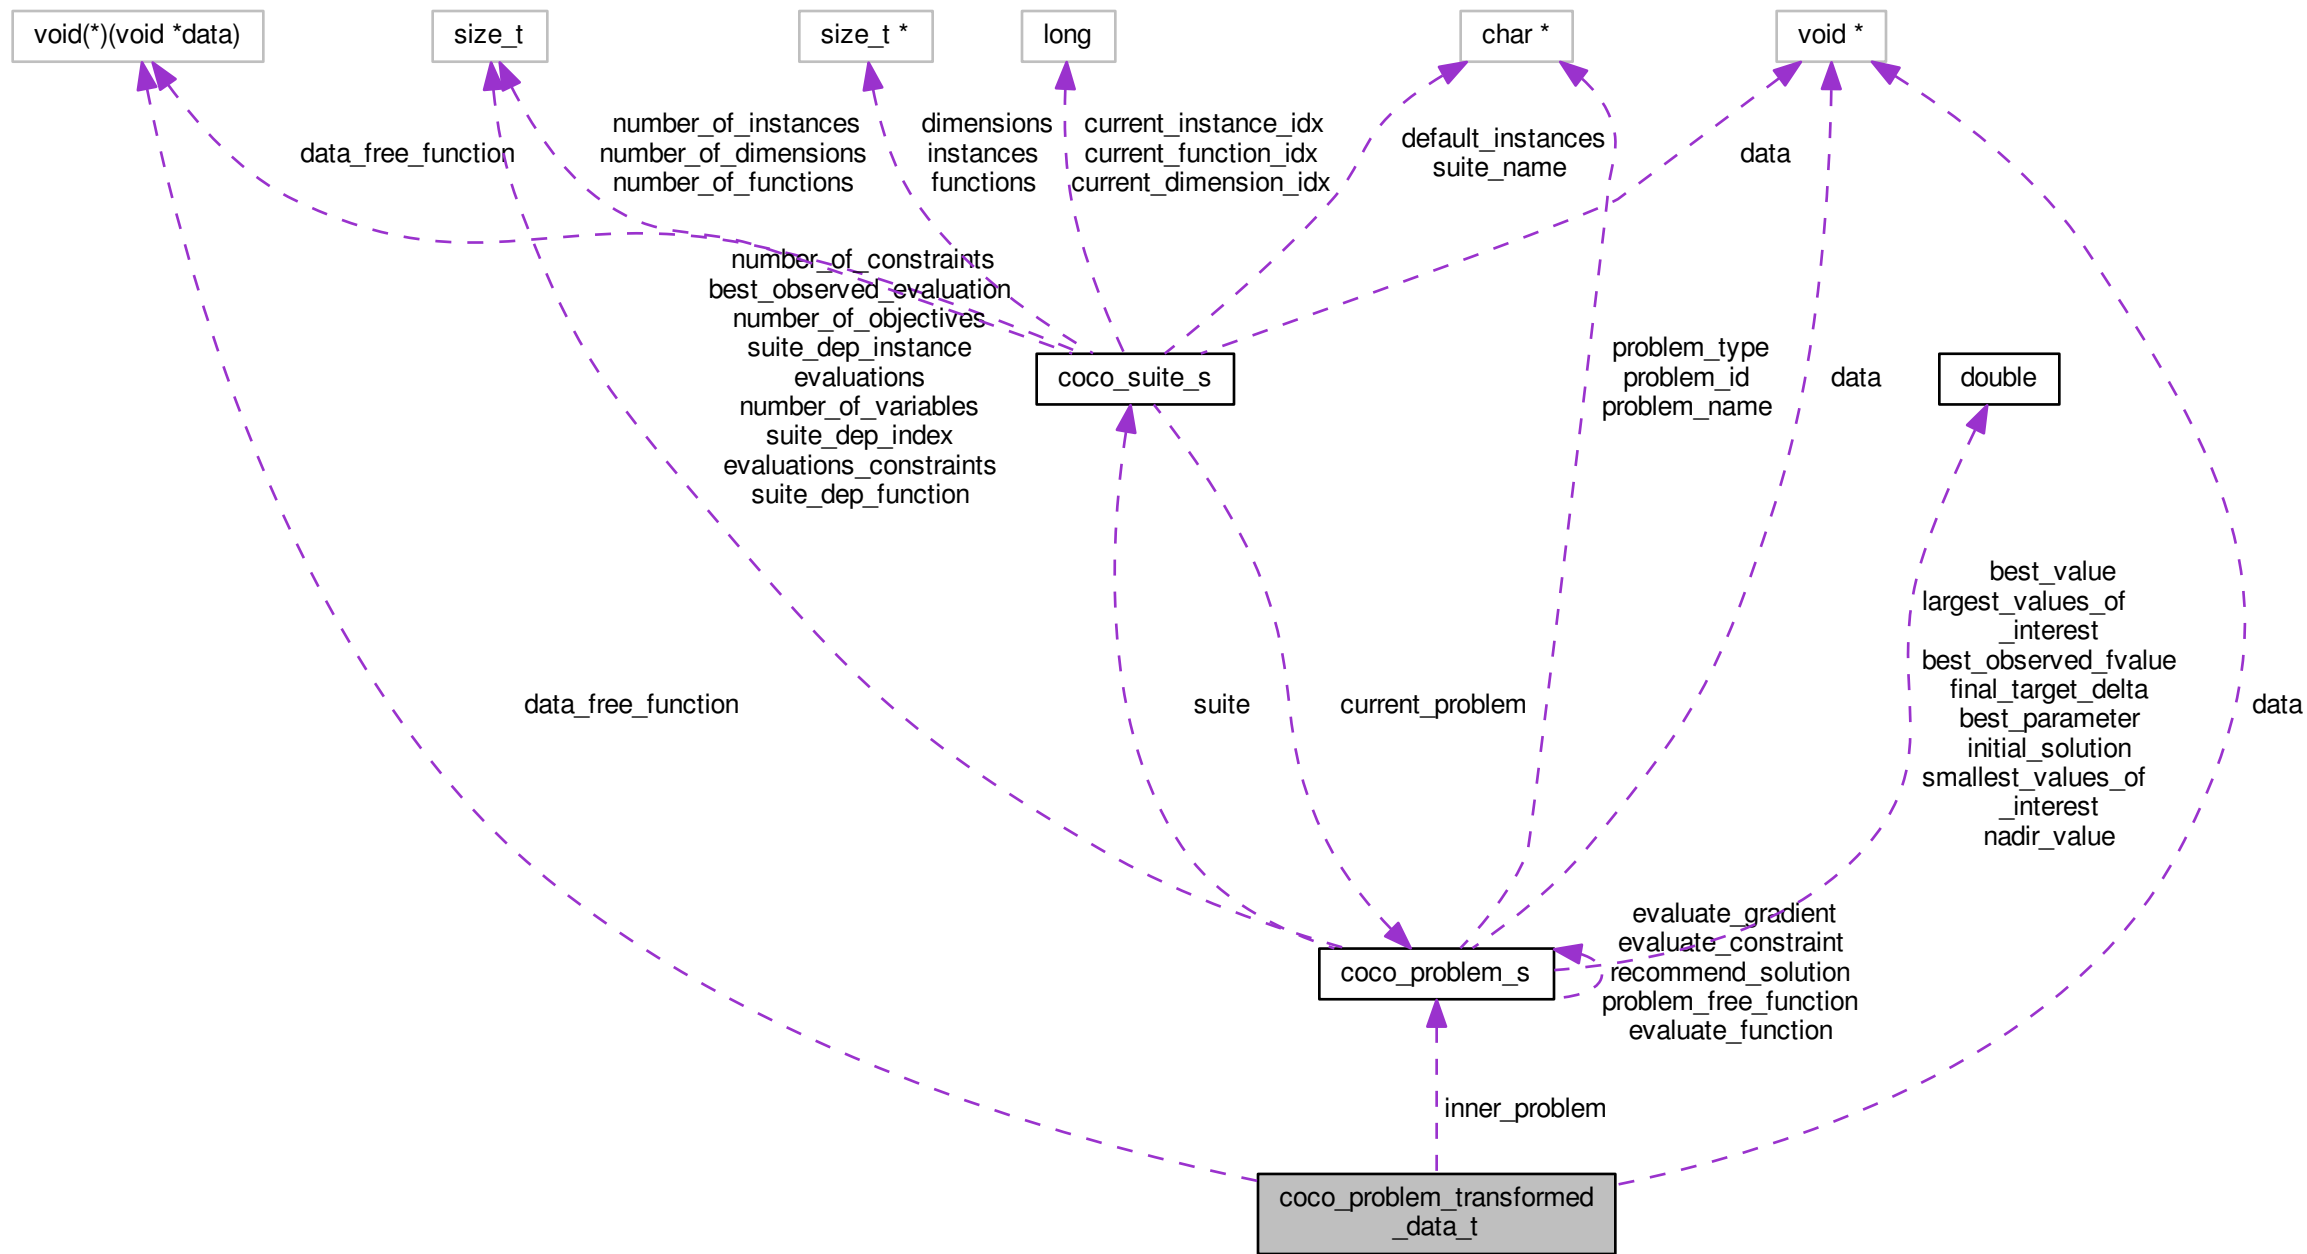 void(*)(void *data)
size_t
size_t *
long
char *
void *
data_free_function
number_of_instances
number_of_dimensions
number_of_functions
dimensions
instances
functions
current_instance_idx
current_function_idx
current_dimension_idx
default_instances
suite_name
data
number_of_constraints
best_observed_evaluation
number_of_objectives
suite_dep_instance
evaluations
number_of_variables
suite_dep_index
evaluations_constraints
suite_dep_function
coco_suite_s
problem_type
problem_id
problem_name
data
double
data_free_function
suite
current_problem
best_value
largest_values_of
_interest
best_observed_fvalue
final_target_delta
best_parameter
initial_solution
smallest_values_of
_interest
nadir_value
data
coco_problem_s
evaluate_gradient
evaluate_constraint
recommend_solution
problem_free_function
evaluate_function
inner_problem
coco_problem_transformed
_data_t